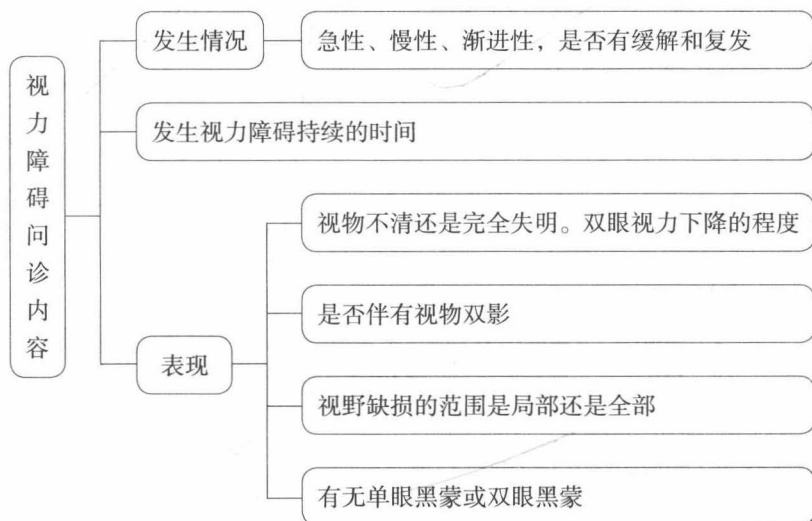 视力障碍问诊内容
发生情况
急性、慢性、渐进性，是否有缓解和复发
发生视力障碍持续的时间
表现
视物不清还是完全失明。双眼视力下降的程度
是否伴有视物双影
视野缺损的范围是局部还是全部
有无单眼黑蒙或双眼黑蒙